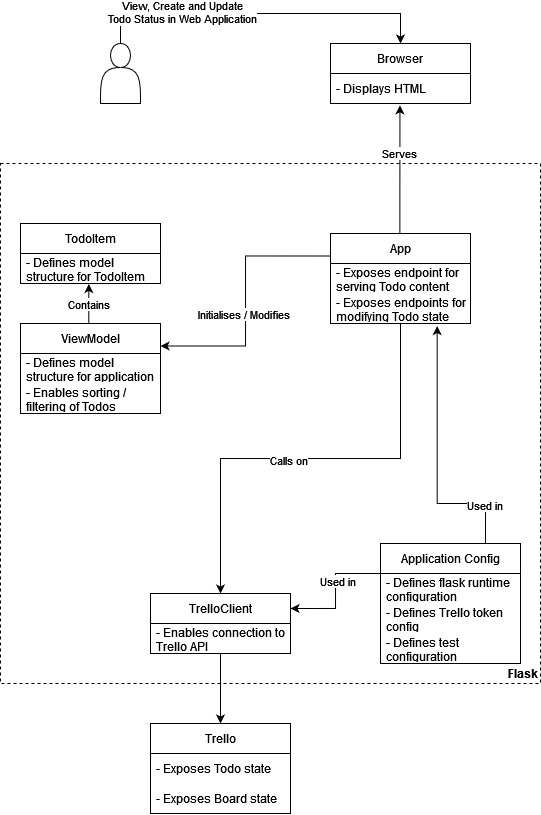 View, Create and Update
Todo Status in Web Application
Browser
- Displays HTML
Serves
TodoItem
- Defines model
structure for TodoItem
Contains
ViewModel
- Defines model
structure for application
- Enables sorting /
filtering of Todos
Initialises / Modifies
App
- Exposes endpoint for
serving Todo content
- Exposes endpoints for
modifying Todo state
Calls on
Used in
Application Config
- Defines flask runtime
configuration
- Defines Trello token
config
- Defines test
configuration
Used in
TrelloClient
- Enables connection to
Trello API
Flask
Trello
- Exposes Todo state
- Exposes Board state